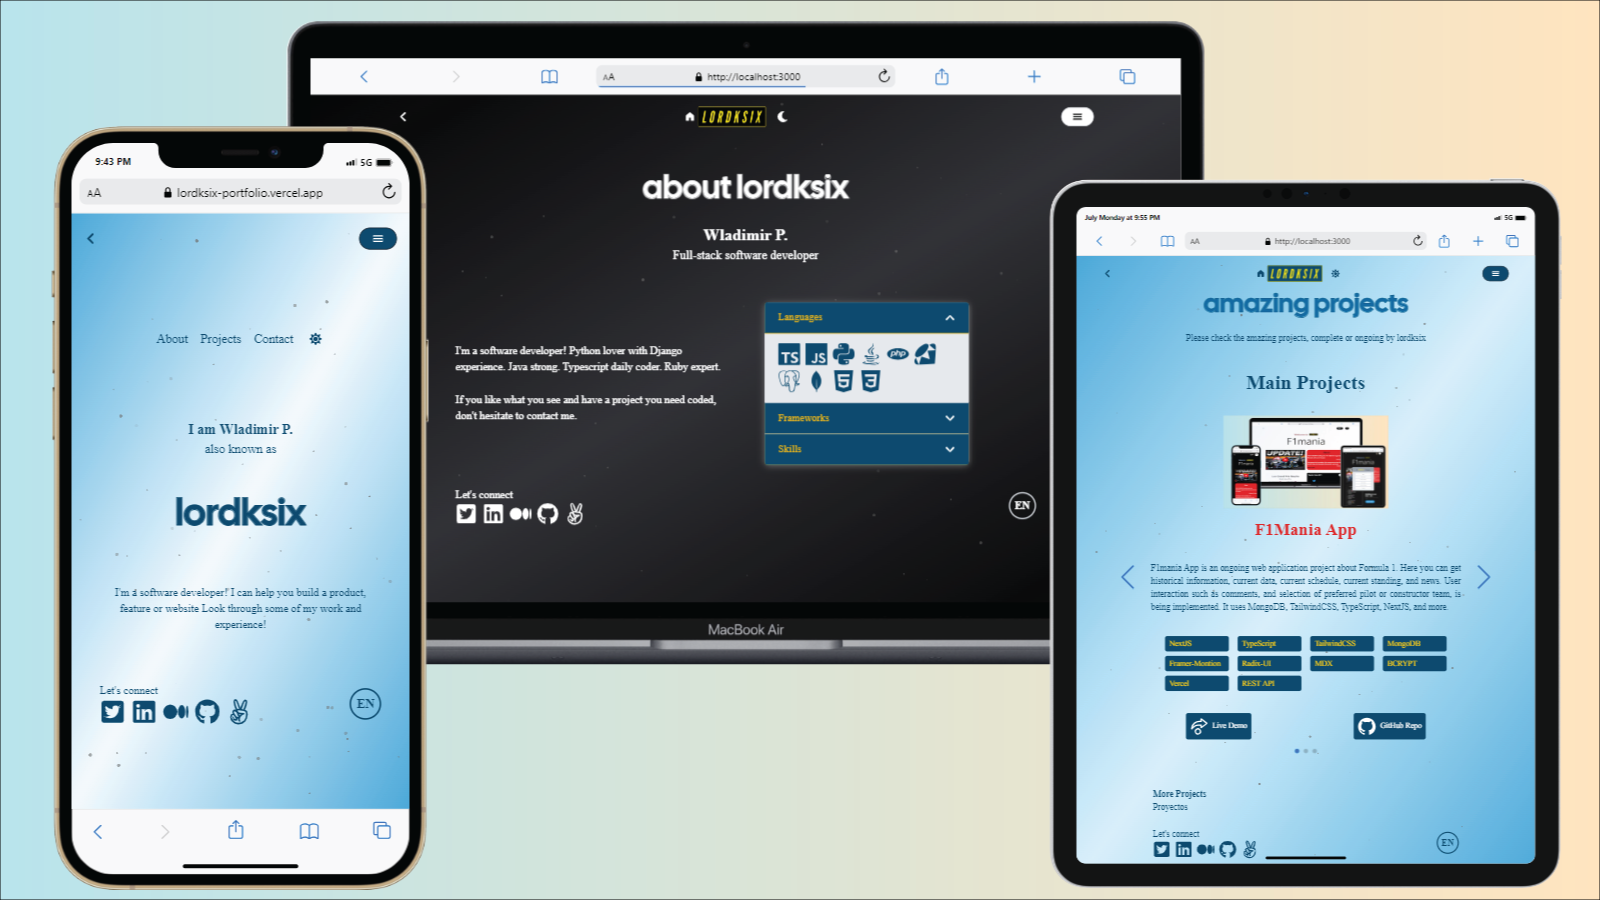 9:43 PM
5G
AA
lordksix-portfolio.vercel.app
About Projects Contact
I am Wladimir P.
also known as
lordksix
I'm a software developer! I can help you build a product,
feature or website Look through some of my work and
experience!
Let's connect
EN
AA
http://localhost:3000
LORDKSIX
about lordksix
Wladimir P.
Full-stack software developer
I'm a software developer! Python lover with Django
experience. Java strong. Typescript daily coder. Ruby expert.
If you like what you see and have a project you need coded,
don't hesitate to contact me.
Languages
TS JS php
5 3
Frameworks
Skills
Let's connect
EN
MacBook Air
July Monday at 9:55 PM
5G
AA
http://localhost:3000
LORDKSIX
amazing projects
Please check the amazing projects, complete or ongoing by lordksix
Main Projects
F1mania
UPDATE!
F1Mania App
F1mania App is an ongoing web application project about Formula 1. Here you can get
historical information, current data, current schedule, current standing, and news. User
interaction such as comments, and selection of preferred pilot or constructor team, is
being implemented. It uses MongoDB, TailwindCSS, TypeScript, NextJS, and more.
NextJS TypeScript TailwindCSS MongoDB
Framer-Montion Radix-UI MDX BCRYPT
Vercel REST API
Live Demo GitHub Repo
More Projects
Proyectos
Let's connect
EN